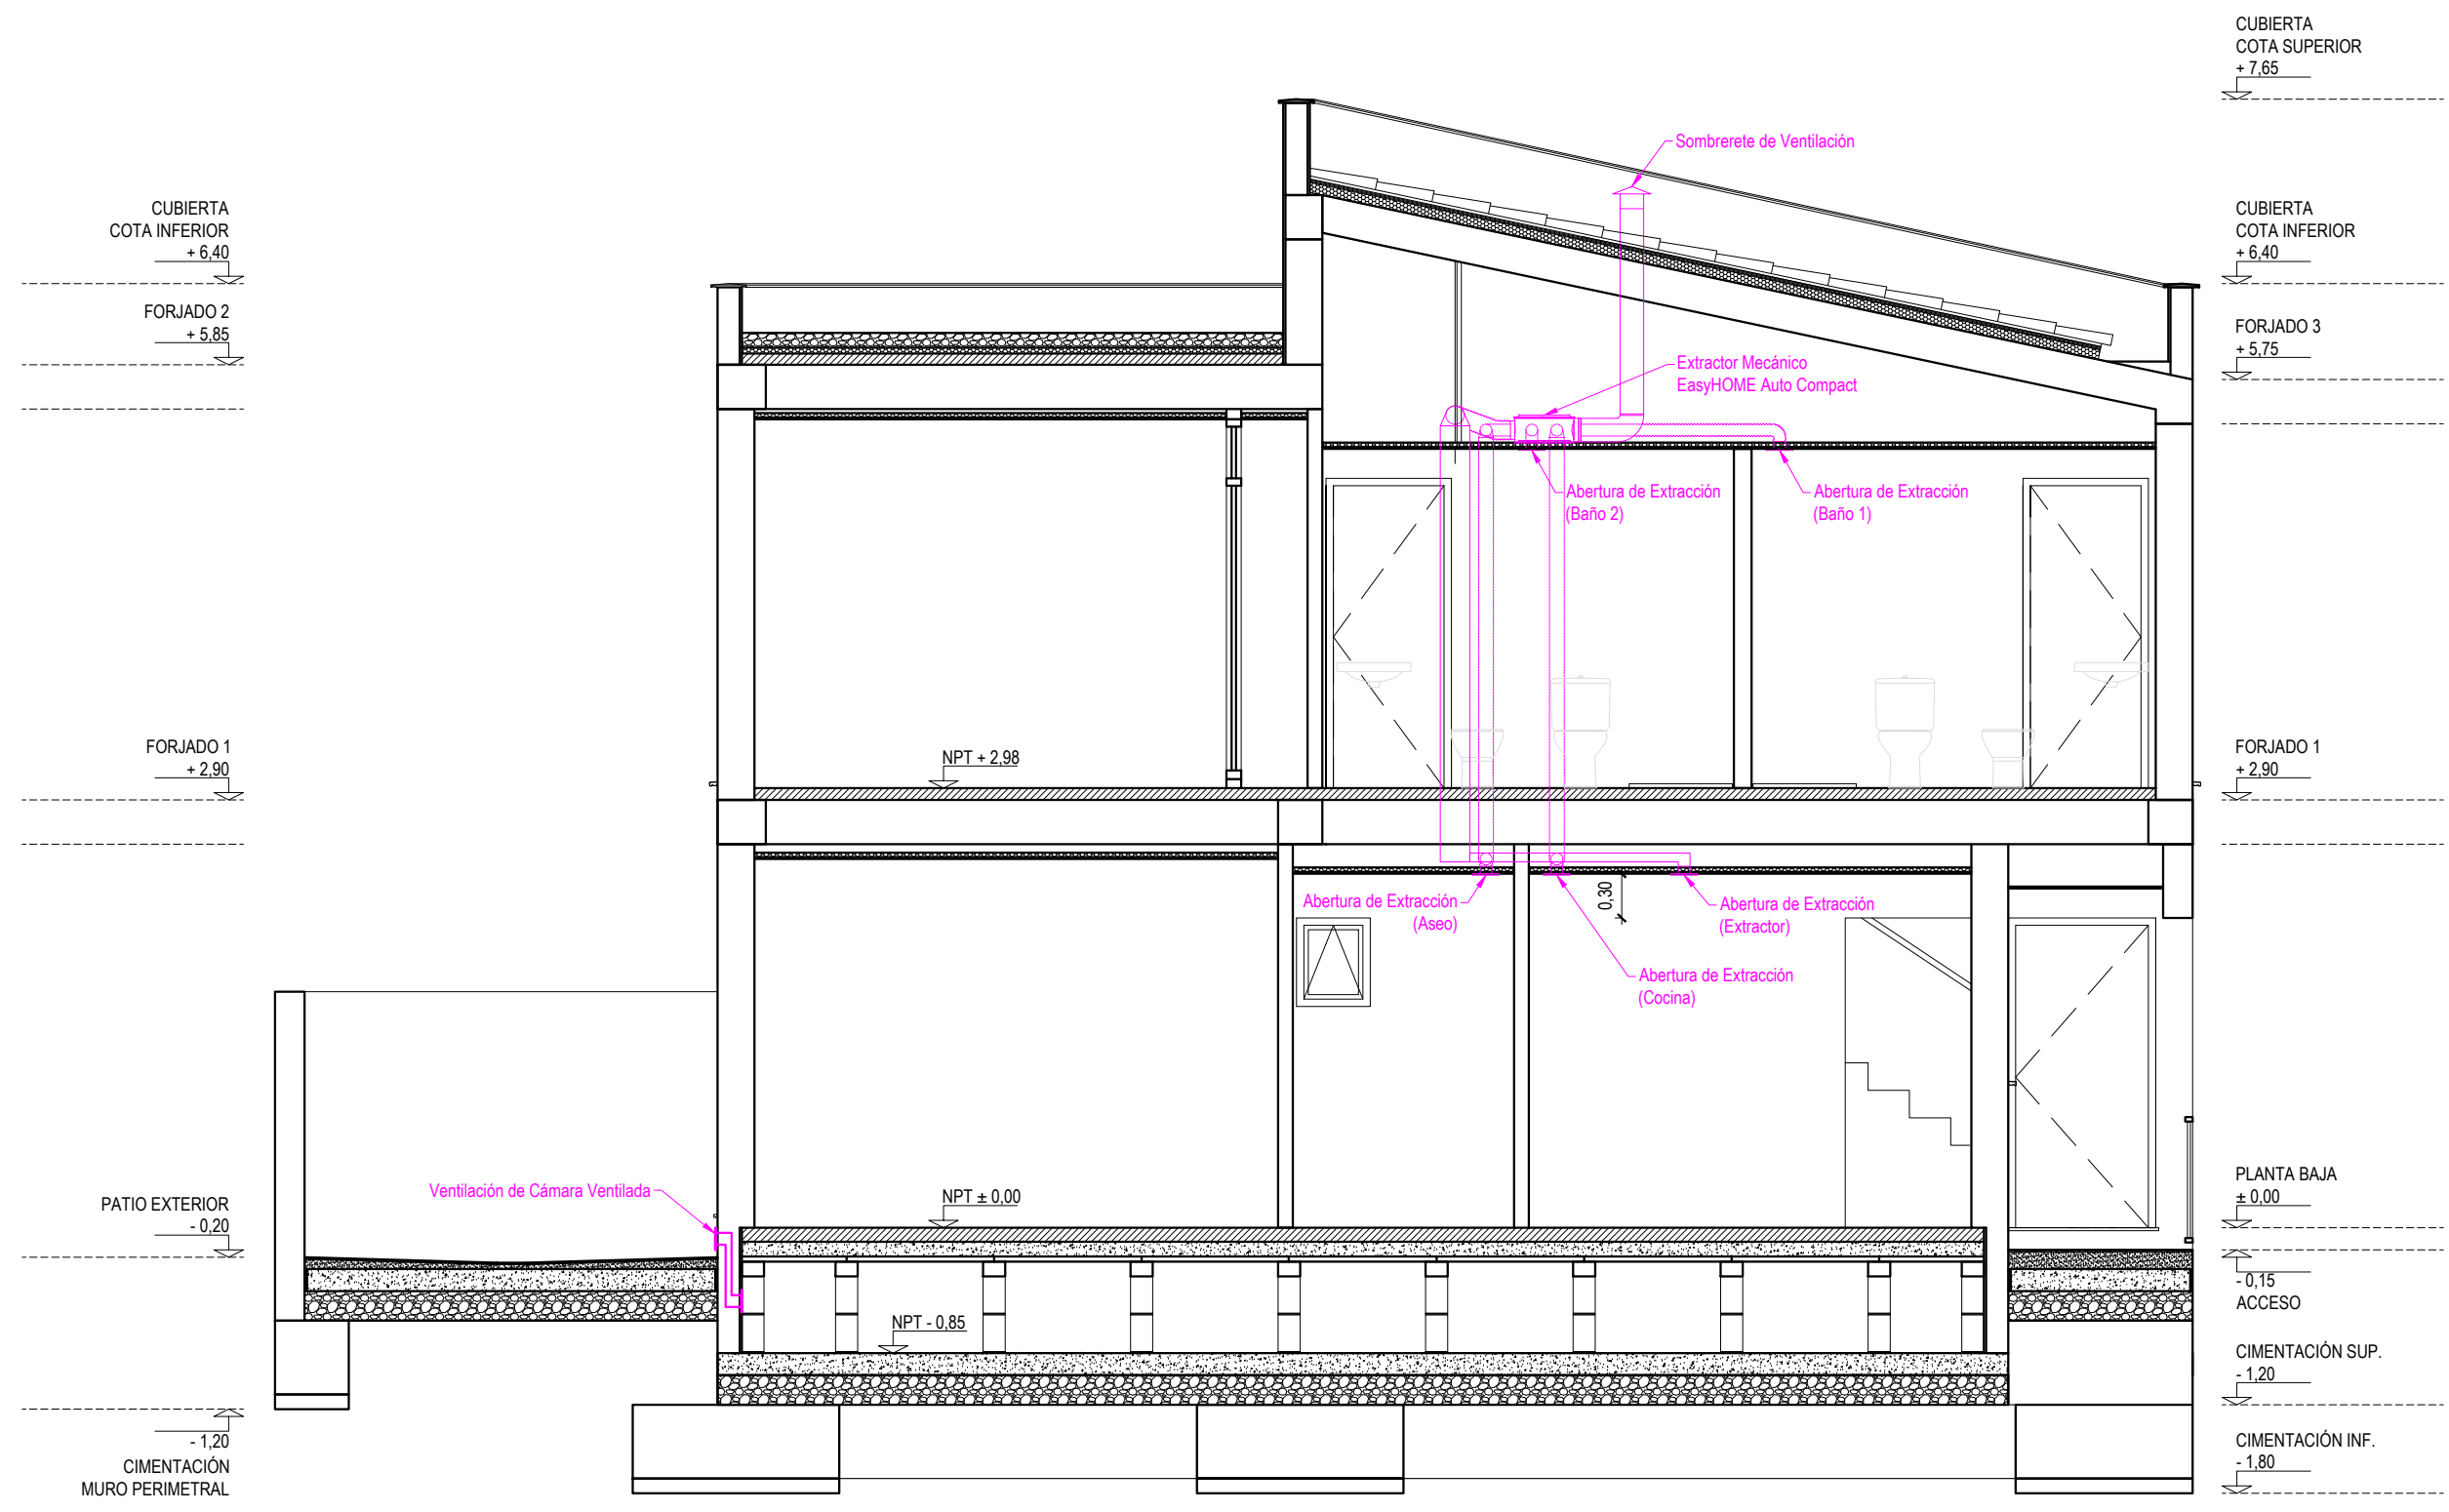 CUBIERTA
COTA SUPERIOR
+ 7,65
Sombrerete de Ventilación
CUBIERTA
COTA INFERIOR
+ 6,40
CUBIERTA
COTA INFERIOR
+ 6,40
FORJADO 2
+ 5,85
FORJADO 3
+ 5,75
Extractor Mecánico
EasyHOME Auto Compact
Abertura de Extracción
(Baño 2)
Abertura de Extracción
(Baño 1)
FORJADO 1
+ 2,90
NPT + 2,98
FORJADO 1
+ 2,90
Abertura de Extracción
(Aseo)
0,30
Abertura de Extracción
(Extractor)
Abertura de Extracción
(Cocina)
Ventilación de Cámara Ventilada
PATIO EXTERIOR
- 0,20
NPT ± 0,00
PLANTA BAJA
± 0,00
- 0,15
ACCESO
NPT - 0,85
CIMENTACIÓN SUP.
- 1,20
- 1,20
CIMENTACIÓN
MURO PERIMETRAL
CIMENTACIÓN INF.
- 1,80